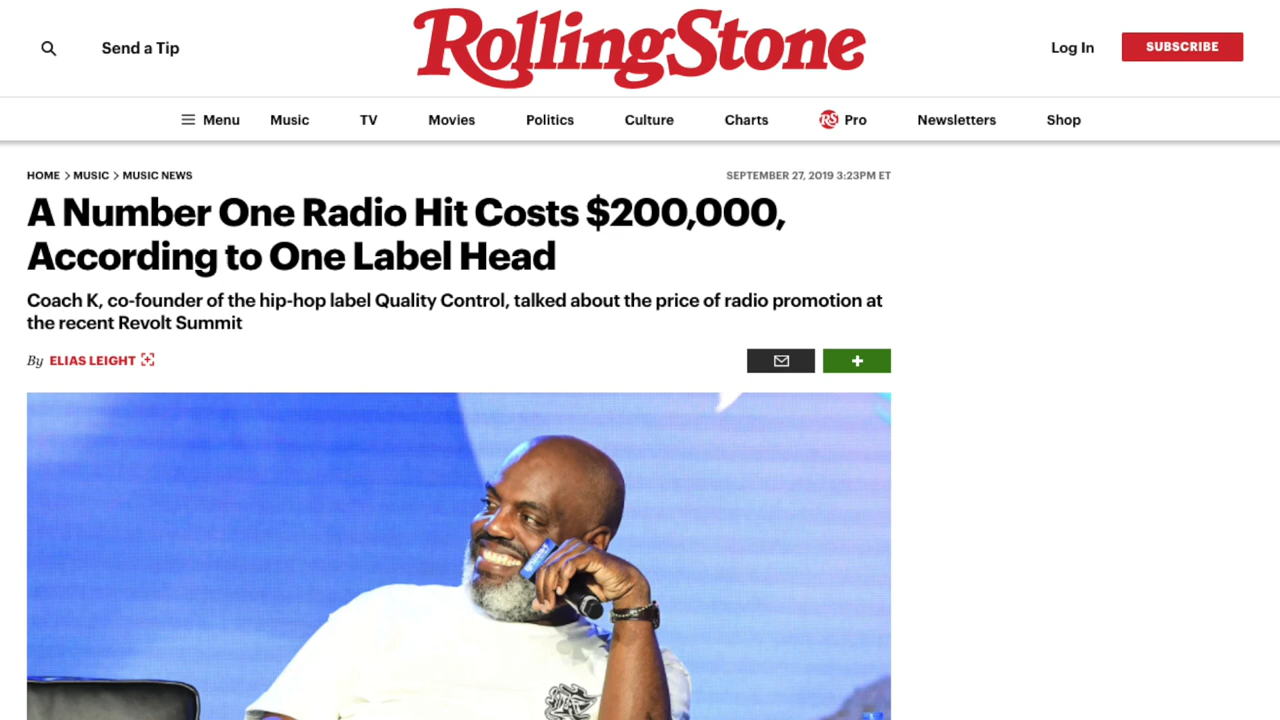 Send a Tip
RollingStone
Log In
SUBSCRIBE
Menu
Music
TV
Movies
Politics
Culture
Charts
RS Pro
Newsletters
Shop
HOME > MUSIC > MUSIC NEWS
SEPTEMBER 27, 2019 3:23PM ET
A Number One Radio Hit Costs $200,000,
According to One Label Head
Coach K, co-founder of the hip-hop label Quality Control, talked about the price of radio promotion at
the recent Revolt Summit
By ELIAS LEIGHT